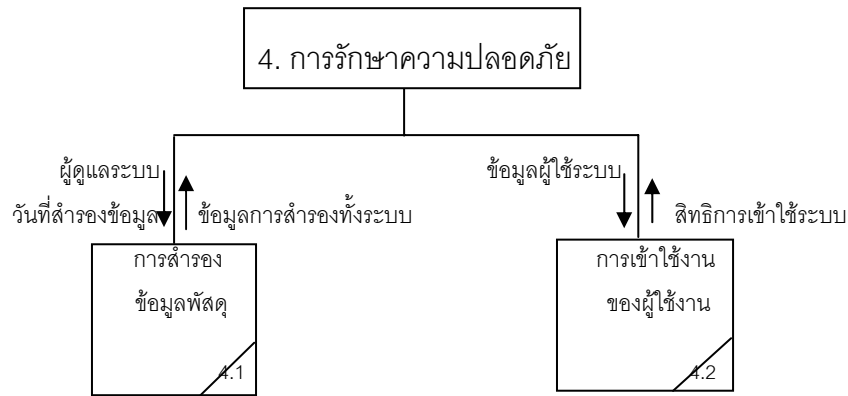 4. การรักษาความปลอดภัย
ผู้ดูแลระบบ
วันที่สำรองข้อมูล
ข้อมูลการสำรองทั้งระบบ
ข้อมูลผู้ใช้ระบบ
สิทธิการเข้าใช้ระบบ
การสำรอง
ข้อมูลพัสดุ
4.1
การเข้าใช้งาน
ของผู้ใช้งาน
4.2